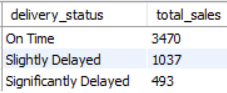 delivery_status total_sales
On Time 3470
Slightly Delayed 1037
Significantly Delayed 493